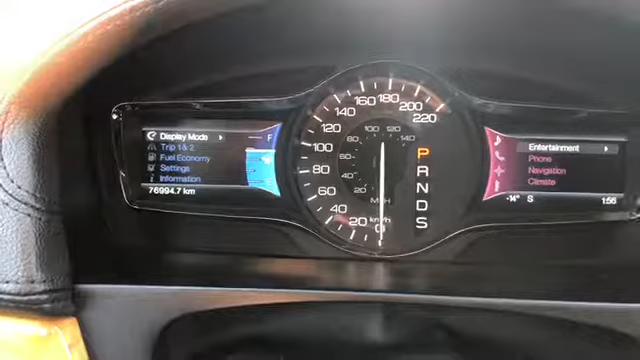 Display Mode
Trip 1 & 2
Fuel Economy
Settings
Information
76994.7 km
F
20
40
60
80
100
120
140
160
180
200
220
20
40
60
80
100
120
140
MPH
km/h
P
R
N
D
S
Entertainment
Phone
Navigation
Climate
-14° S
1:56